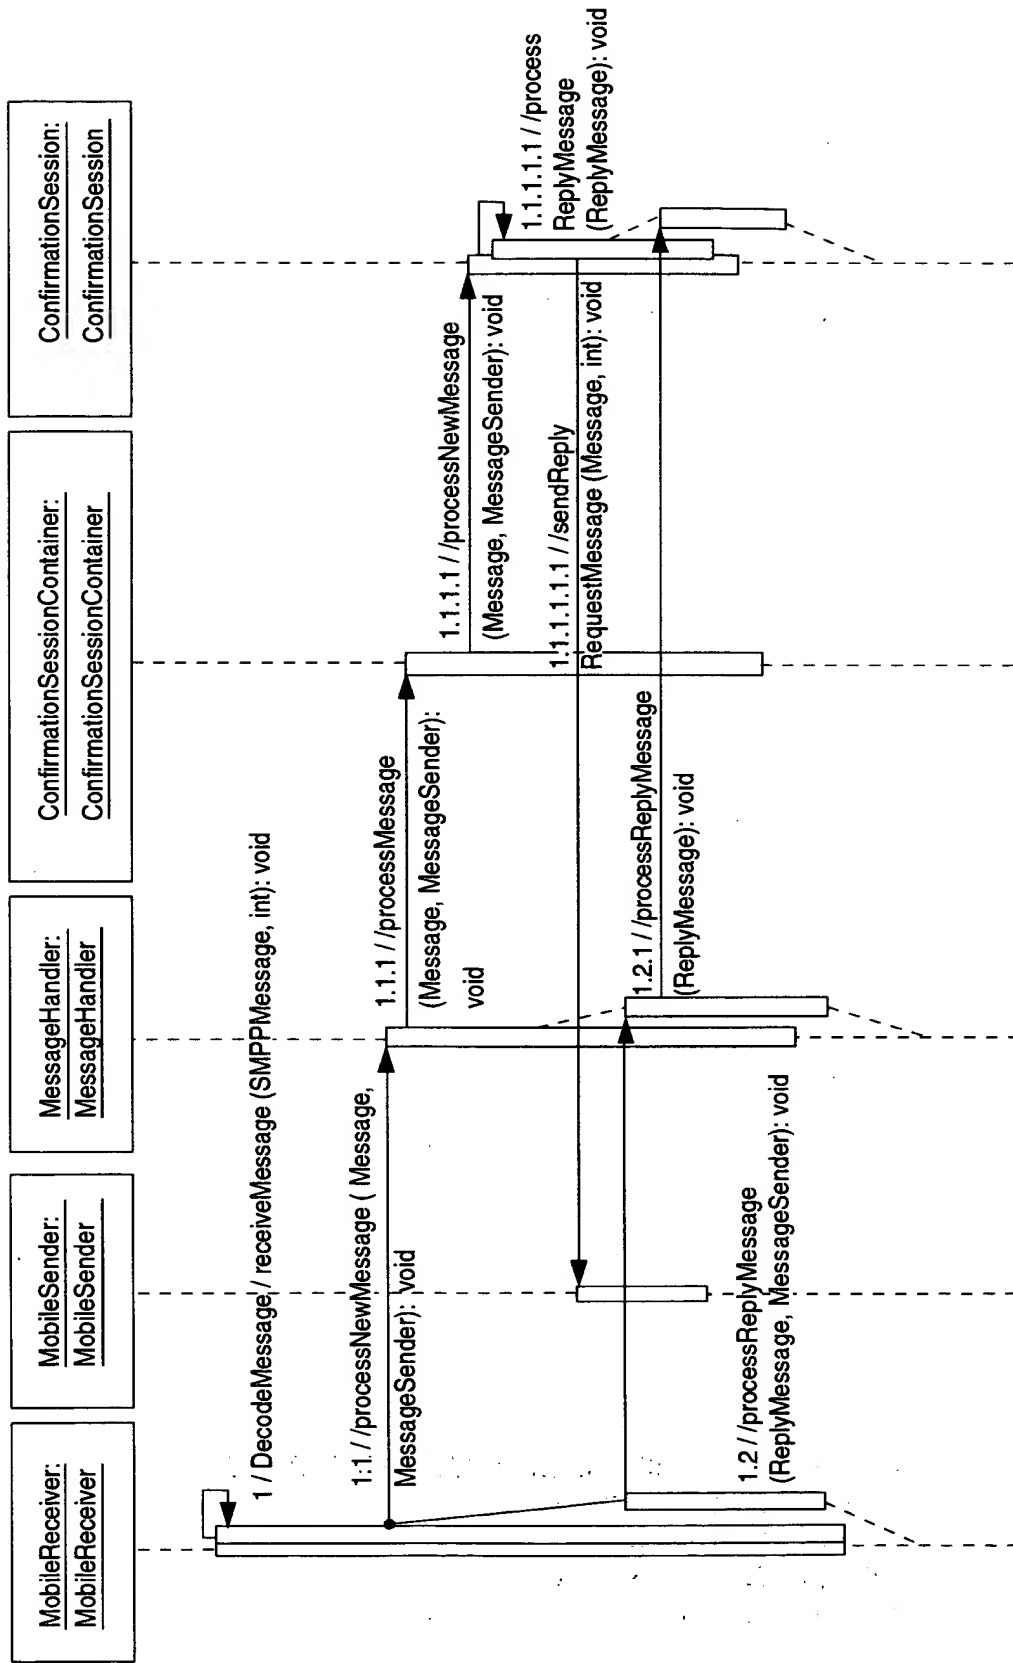 MobileReceiver:
MobileReceiver
MobileSender:
MobileSender
MessageHandler:
MessageHandler
ConfirmationSessionContainer:
ConfirmationSessionContainer
ConfirmationSession:
ConfirmationSession
1 / DecodeMessage / receiveMessage (SMPPMessage, int): void
1:1 / /processNewMessage ( Message,
MessageSender): void
1.1.1 / /processMessage
(Message, MessageSender):
void
1.1.1.1 / /processNewMessage
(Message, MessageSender): void
1.1.1.1.1 / /process
ReplyMessage
(ReplyMessage): void
1.1.1.1.1.1 / /sendReply
RequestMessage (Message, int): void
1.2 / /processReplyMessage
(ReplyMessage, MessageSender): void
1.2.1 / /processReplyMessage
(ReplyMessage): void